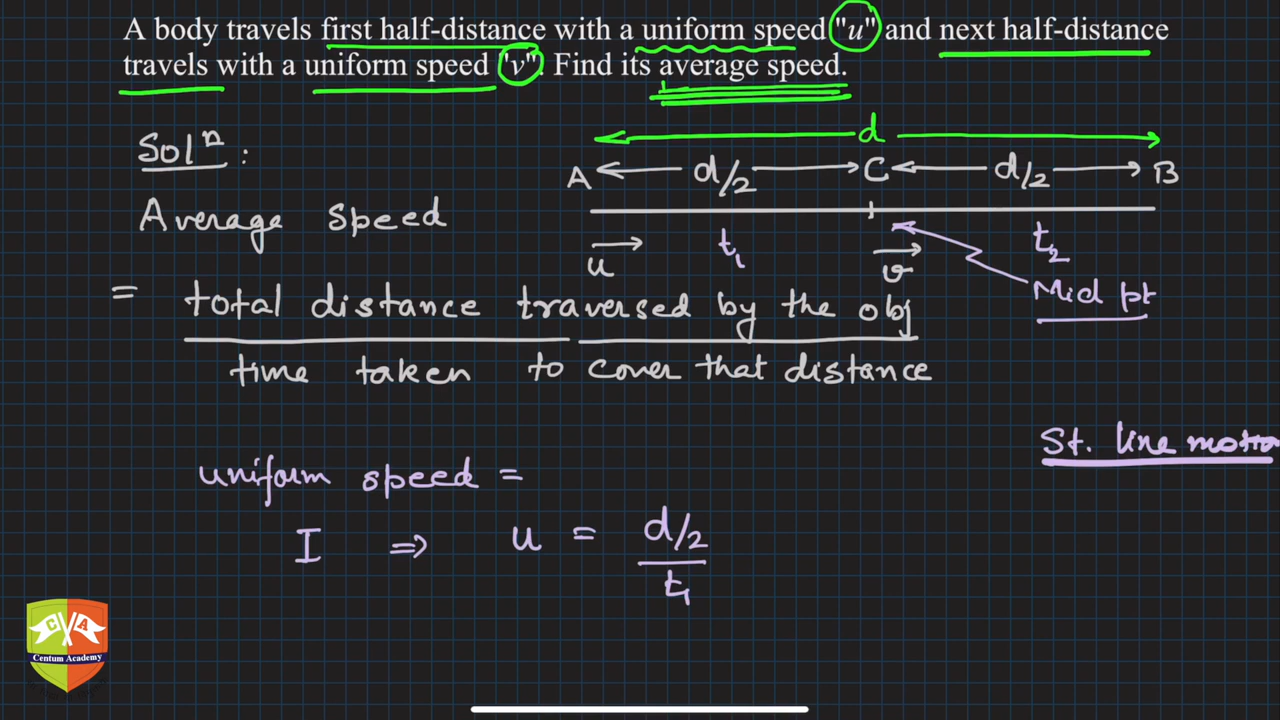 A body travels first half-distance with a uniform speed "u" and next half-distance
travels with a uniform speed "v". Find its average speed.
Solⁿ :
d
A d/2 C d/2 B
Average speed
u t₁ v t₂
Mid pt
= total distance traversed by the obj
time taken to cover that distance
St. line motion
uniform speed =
I ⇒ u = d/2
t₁
C A
Centum Academy